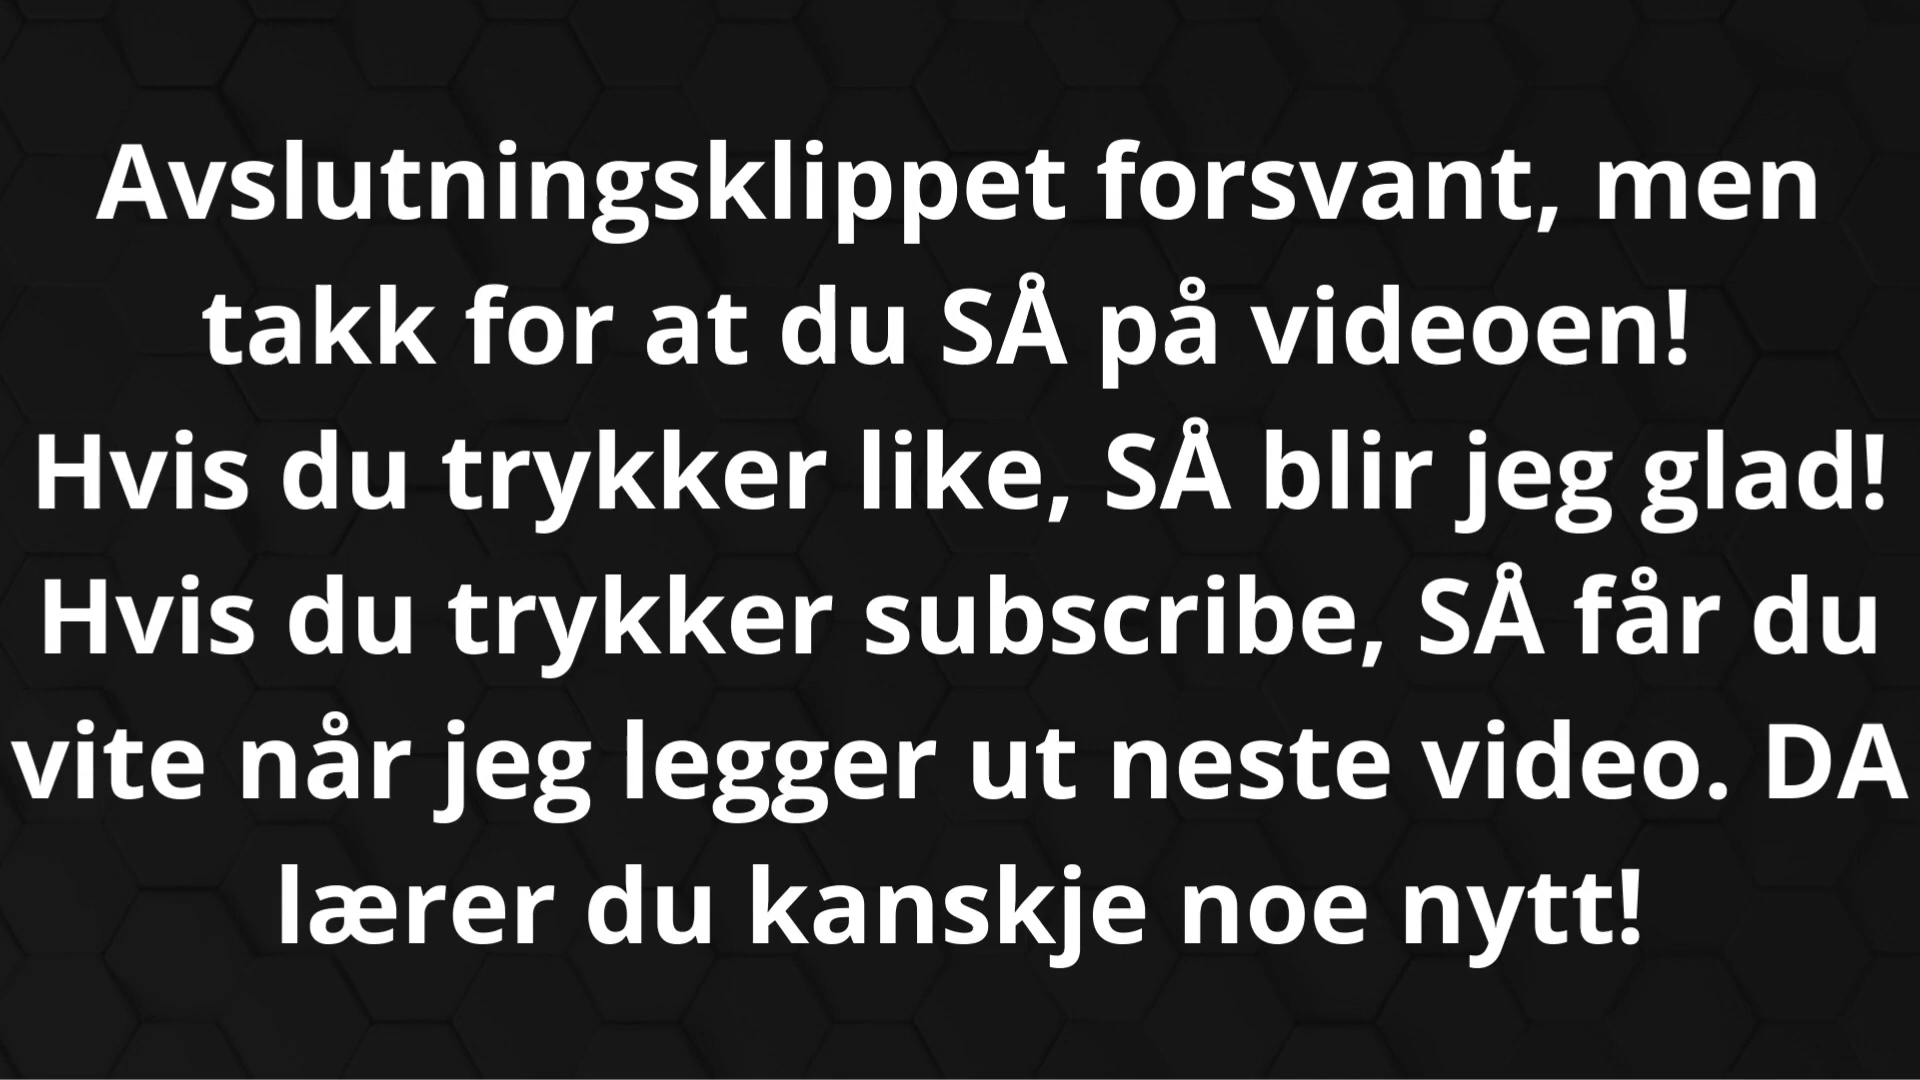 Avslutningsklippet forsvant, men
takk for at du SÅ på videoen!
Hvis du trykker like, SÅ blir jeg glad!
Hvis du trykker subscribe, SÅ får du
vite når jeg legger ut neste video. DA
lærer du kanskje noe nytt!